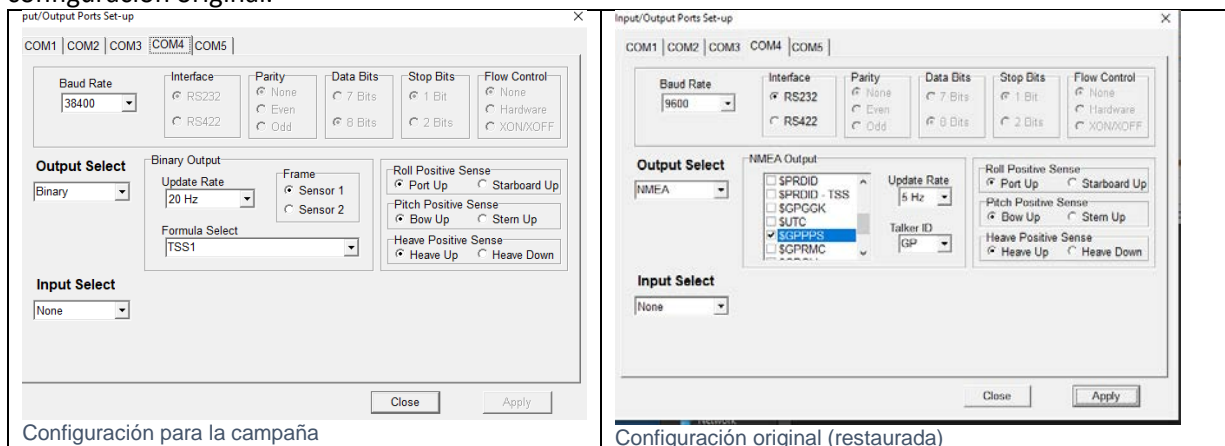 configuración original.
put/Output Ports Set-up ×
COM1 COM2 COM3 COM4 COM5
Baud Rate
38400
Interface
RS232
RS422
Parity
None
Even
Odd
Data Bits
7 Bits
8 Bits
Stop Bits
1 Bit
2 Bits
Flow Control
None
Hardware
XON/XOFF
Output Select
Binary
Binary Output
Update Rate
20 Hz
Frame
Sensor 1
Sensor 2
Formula Select
TSS1
Roll Positive Sense
Port Up Starboard Up
Pitch Positive Sense
Bow Up Stern Up
Heave Positive Sense
Heave Up Heave Down
Input Select
None
Close Apply
Configuración para la campaña
Input/Output Ports Set-up ×
COM1 COM2 COM3 COM4 COM5
Baud Rate
9600
Interface
RS232
RS422
Parity
None
Even
Odd
Data Bits
7 Bits
8 Bits
Stop Bits
1 Bit
2 Bits
Flow Control
None
Hardware
XON/XOFF
Output Select
NMEA
NMEA Output
$PRDID
$PRDID - TSS
$GPGGK
$UTC
$GPPPS
$GPRMC
Update Rate
5 Hz
Talker ID
GP
Roll Positive Sense
Port Up Starboard Up
Pitch Positive Sense
Bow Up Stern Up
Heave Positive Sense
Heave Up Heave Down
Input Select
None
Close Apply
Network
Configuración original (restaurada)